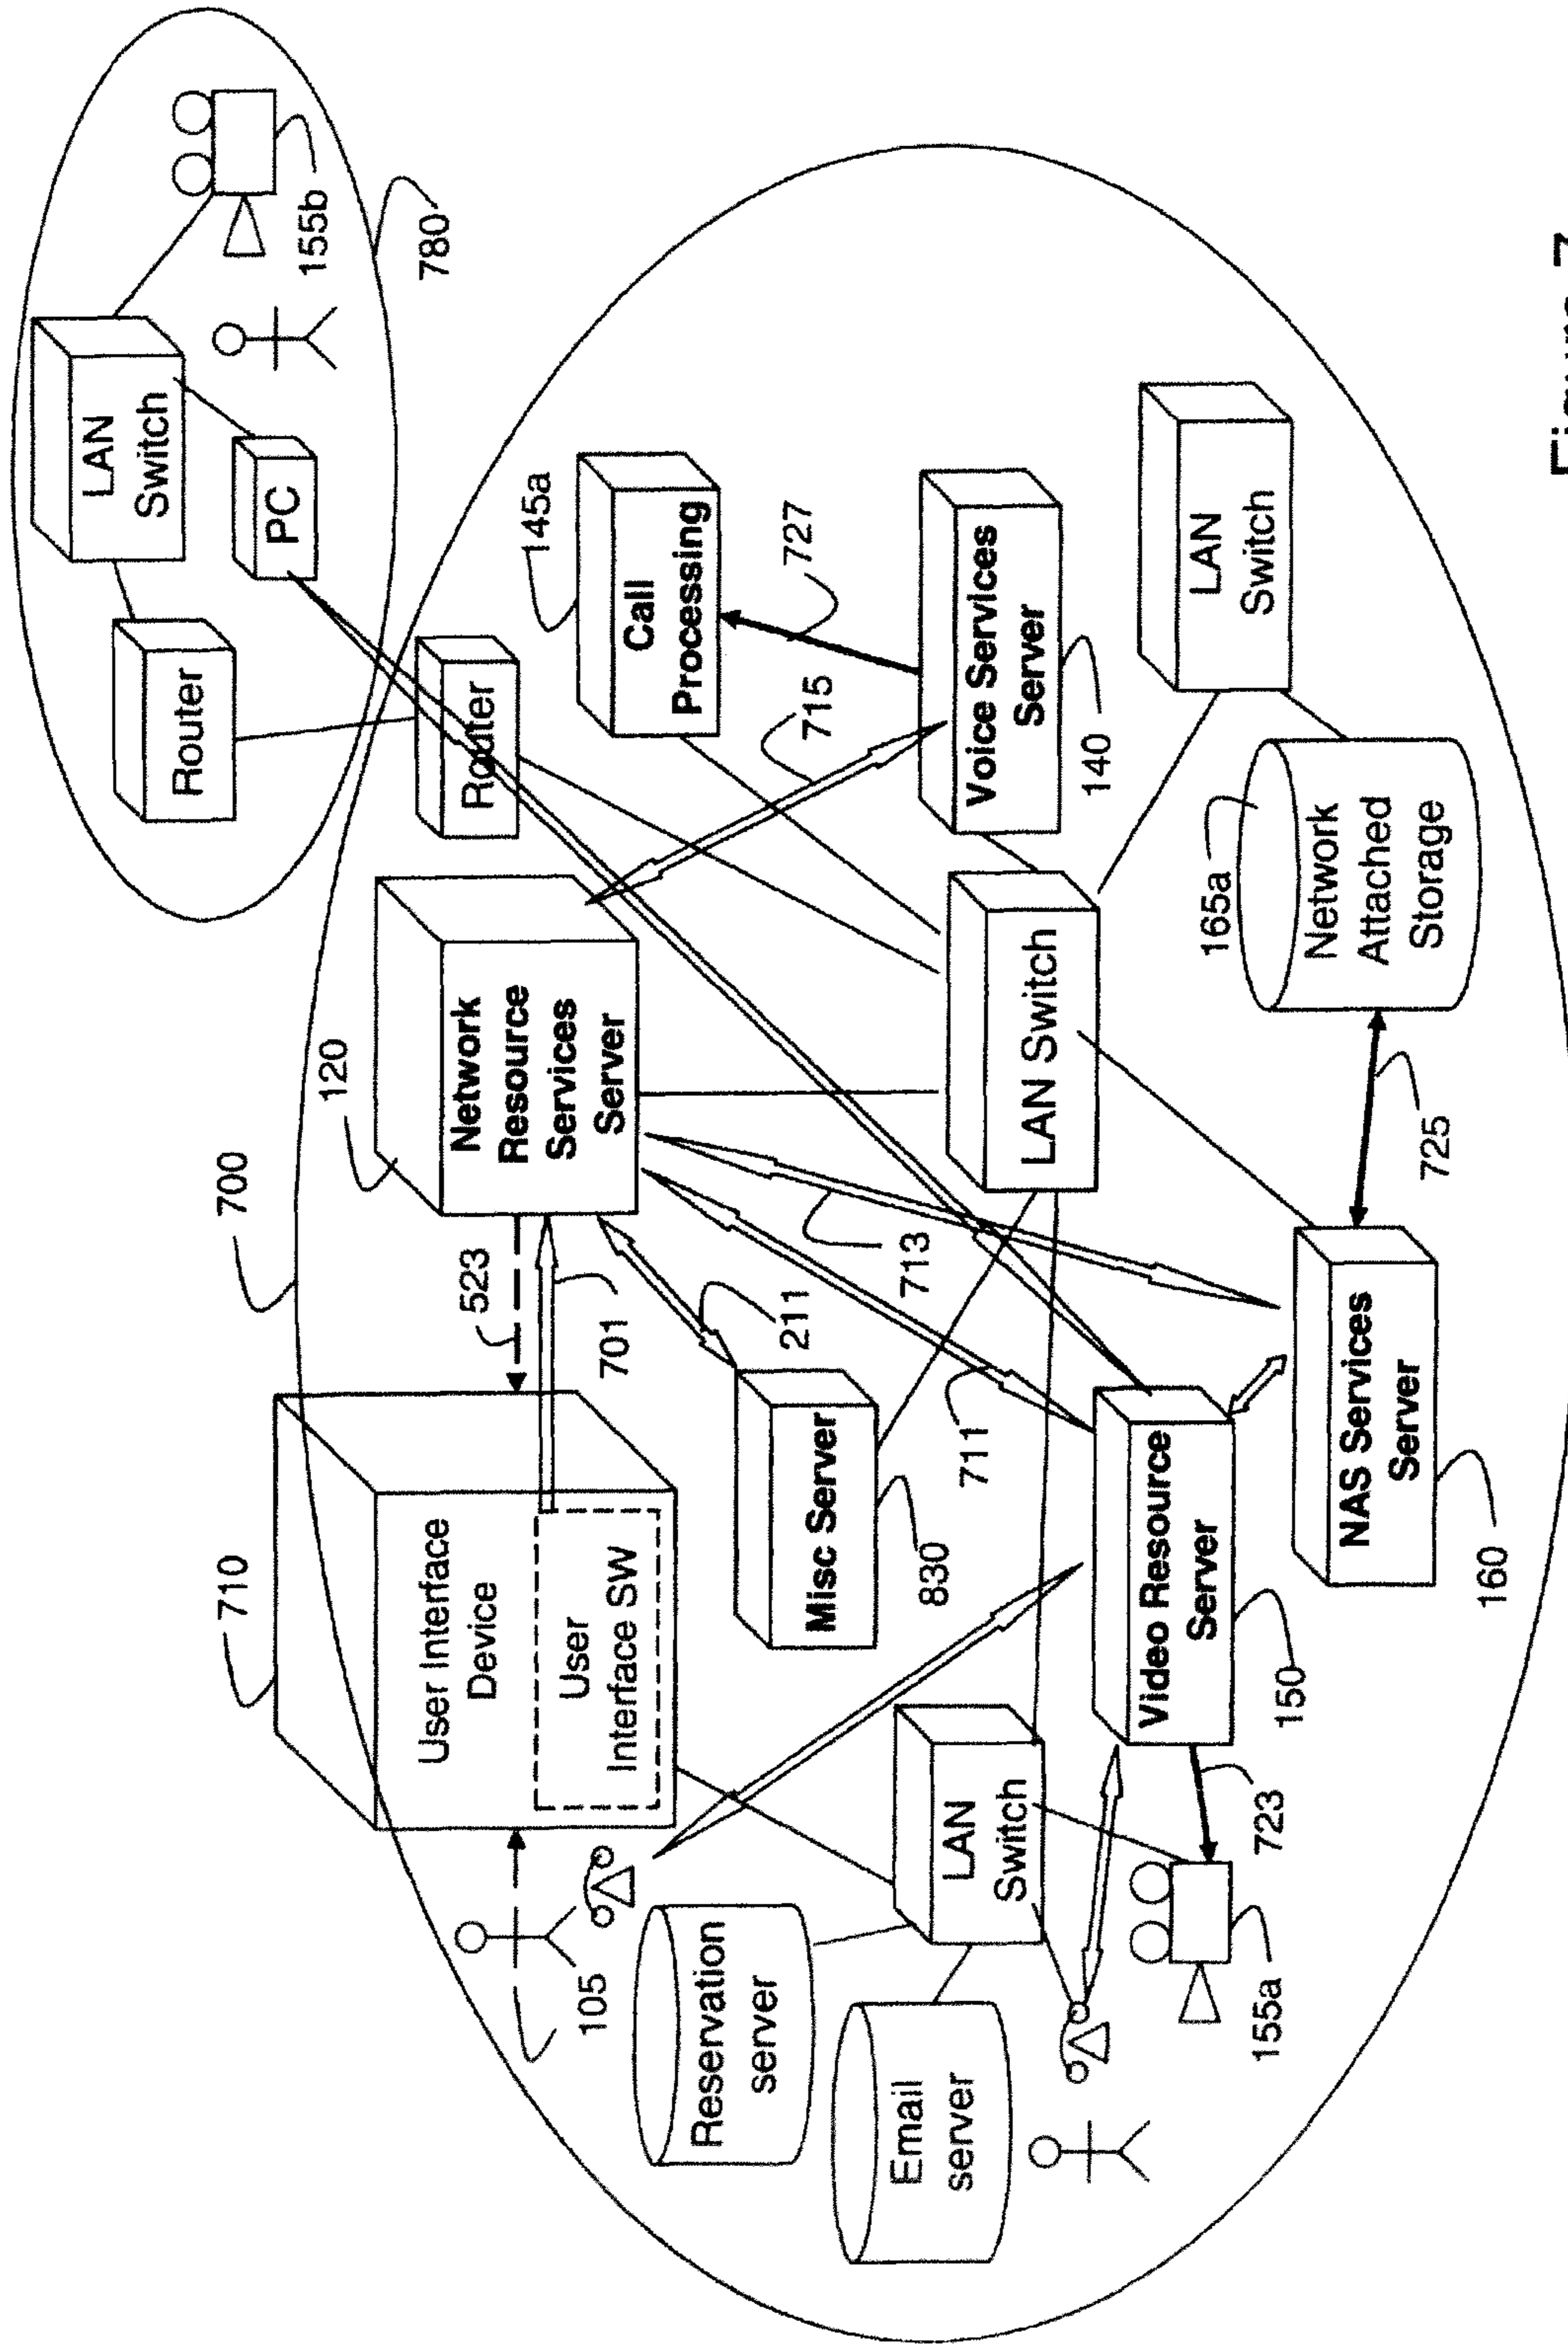 700
710
120
523
701
User Interface
Device
User
Interface SW
Network
Resource
Services
Server
Router
LAN
Switch
PC
155b
780
Router
145a
Call
Processing
727
715
105
211
713
Misc Server
830
711
Reservation
server
Email
server
LAN
Switch
LAN Switch
Voice Services
Server
140
LAN
Switch
Video Resource
Server
150
723
155a
NAS Services
Server
160
725
165a
Network
Attached
Storage
Figure 7